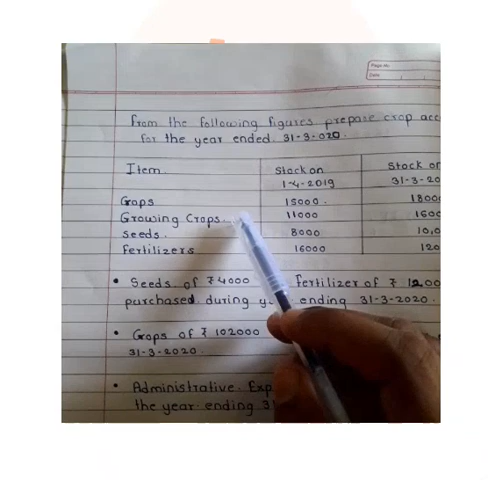 Page No.
Date
From the following figures prepare crop acc
for the year ended. 31-3-020.
Item Stock on Stock on
1-4-2019 31-3-20
Crops 15000. 1800
Growing Crops. 11000 1600
Seeds. 8000 10,0
Fertilizers 16000 120
• Seeds of ₹4000 Fertilizer of ₹ 1200
purchased during y ending 31-3-2020.
• Crops of ₹ 102000
31-3-2020.
• Administrative. Exp
the year ending 31